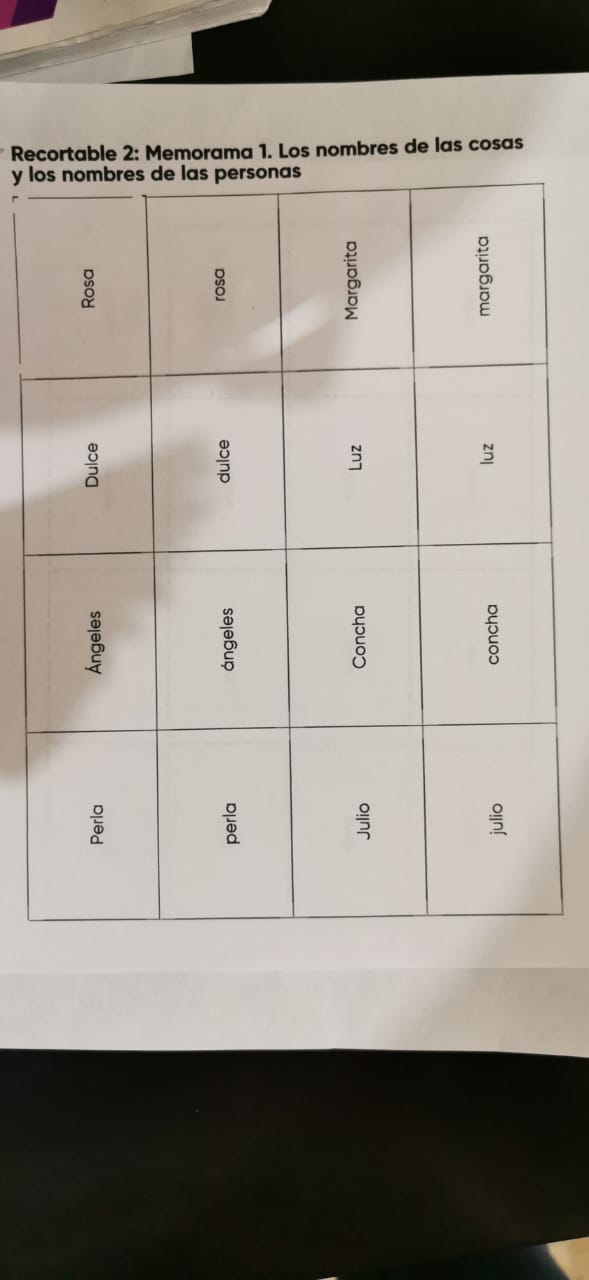 Recortable 2: Memorama 1. Los nombres de las cosas
y los nombres de las personas
Perla Ángeles Dulce Rosa
perla ángeles dulce rosa
Julio Concha Luz Margarita
julio concha luz margarita